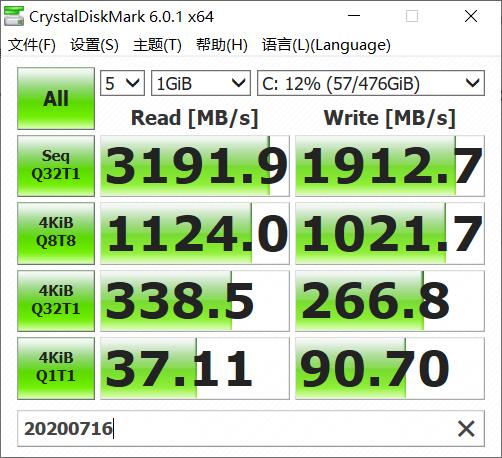 CrystalDiskMark 6.0.1 x64
文件(F) 设置(S) 主题(T) 帮助(H) 语言(L)(Language)
All 5 1GiB C: 12% (57/476GiB)
Read [MB/s] Write [MB/s]
Seq Q32T1 3191.9 1912.7
4KiB Q8T8 1124.0 1021.7
4KiB Q32T1 338.5 266.8
4KiB Q1T1 37.11 90.70
20200716